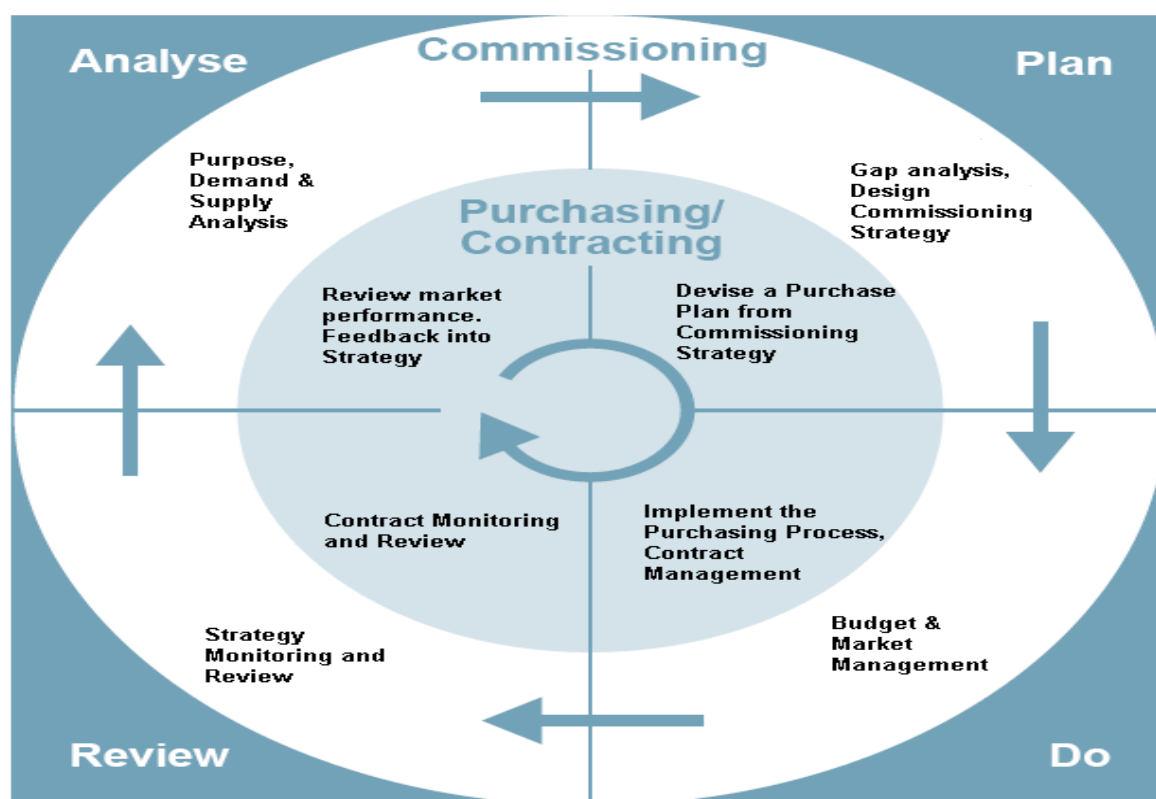 Analyse
Commissioning
Plan
Purpose,
Demand &
Supply
Analysis
Gap analysis,
Design
Commissioning
Strategy
Purchasing/
Contracting
Review market
performance.
Feedback into
Strategy
Devise a Purchase
Plan from
Commissioning
Strategy
Contract Monitoring
and Review
Implement the
Purchasing Process,
Contract
Management
Strategy
Monitoring and
Review
Budget &
Market
Management
Review
Do